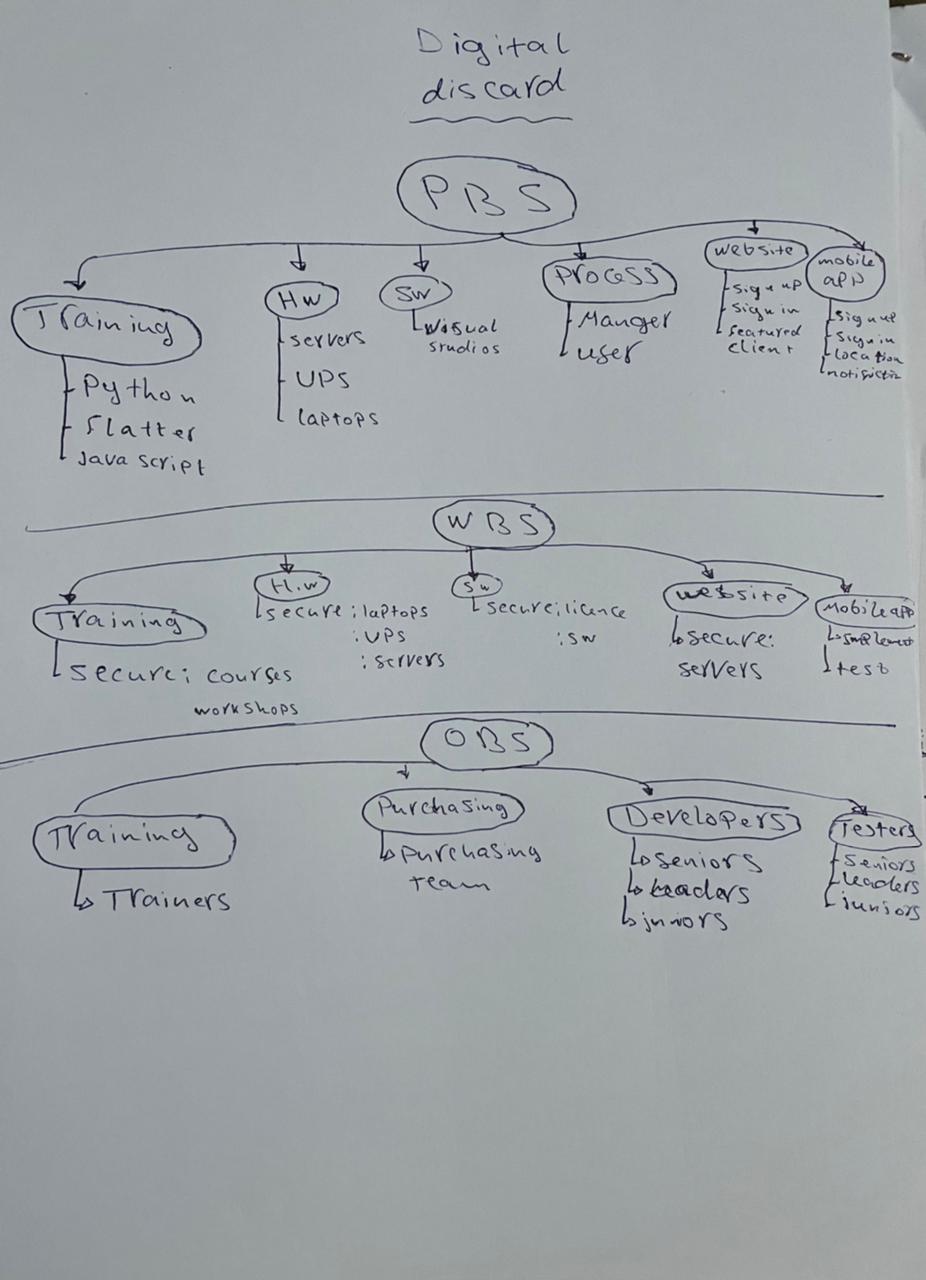 Digital
discard
PBS
Training
Python
flatter
Java script
HW
servers
UPS
laptops
SW
visual
studios
Process
Manger
user
website
sign up
sign in
featured
client
mobile
app
sign up
sign in
location
WBS
Training
secure: courses
workshops
H.w
secure: laptops
: UPS
: servers
SW
secure: licence
: SW
website
secure:
servers
Mobile app
test
OBS
Training
Trainers
Purchasing
purchasing
team
Developers
seniors
leaders
juniors
Testers
seniors
leaders
juniors